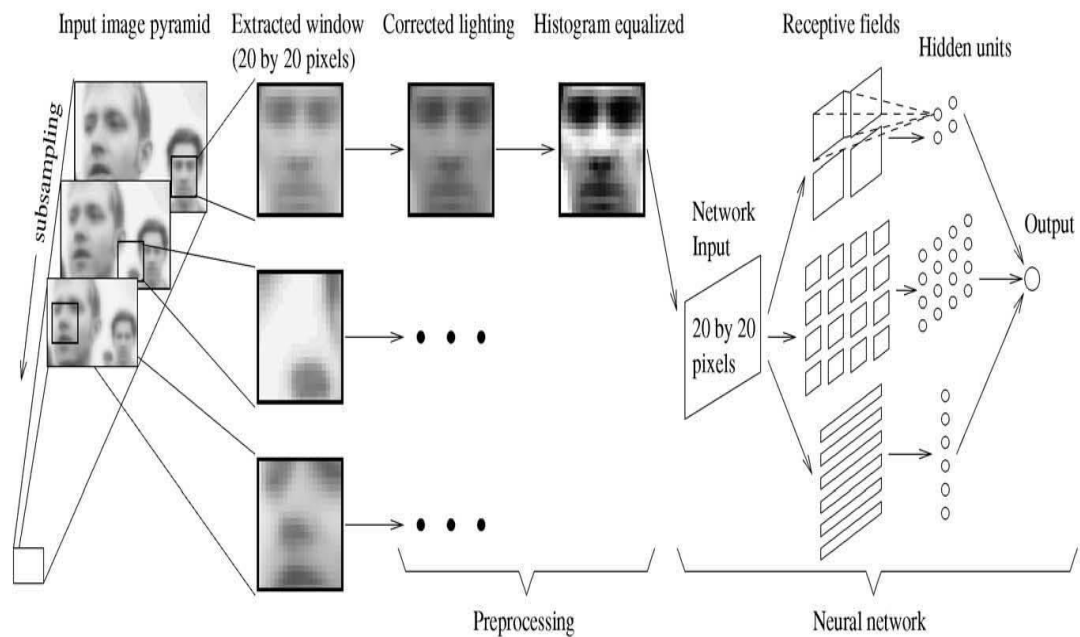 Input image pyramid
Extracted window
(20 by 20 pixels)
Corrected lighting
Histogram equalized
Receptive fields
Hidden units
subsampling
Network
Input
20 by 20
pixels
Output
Preprocessing
Neural network